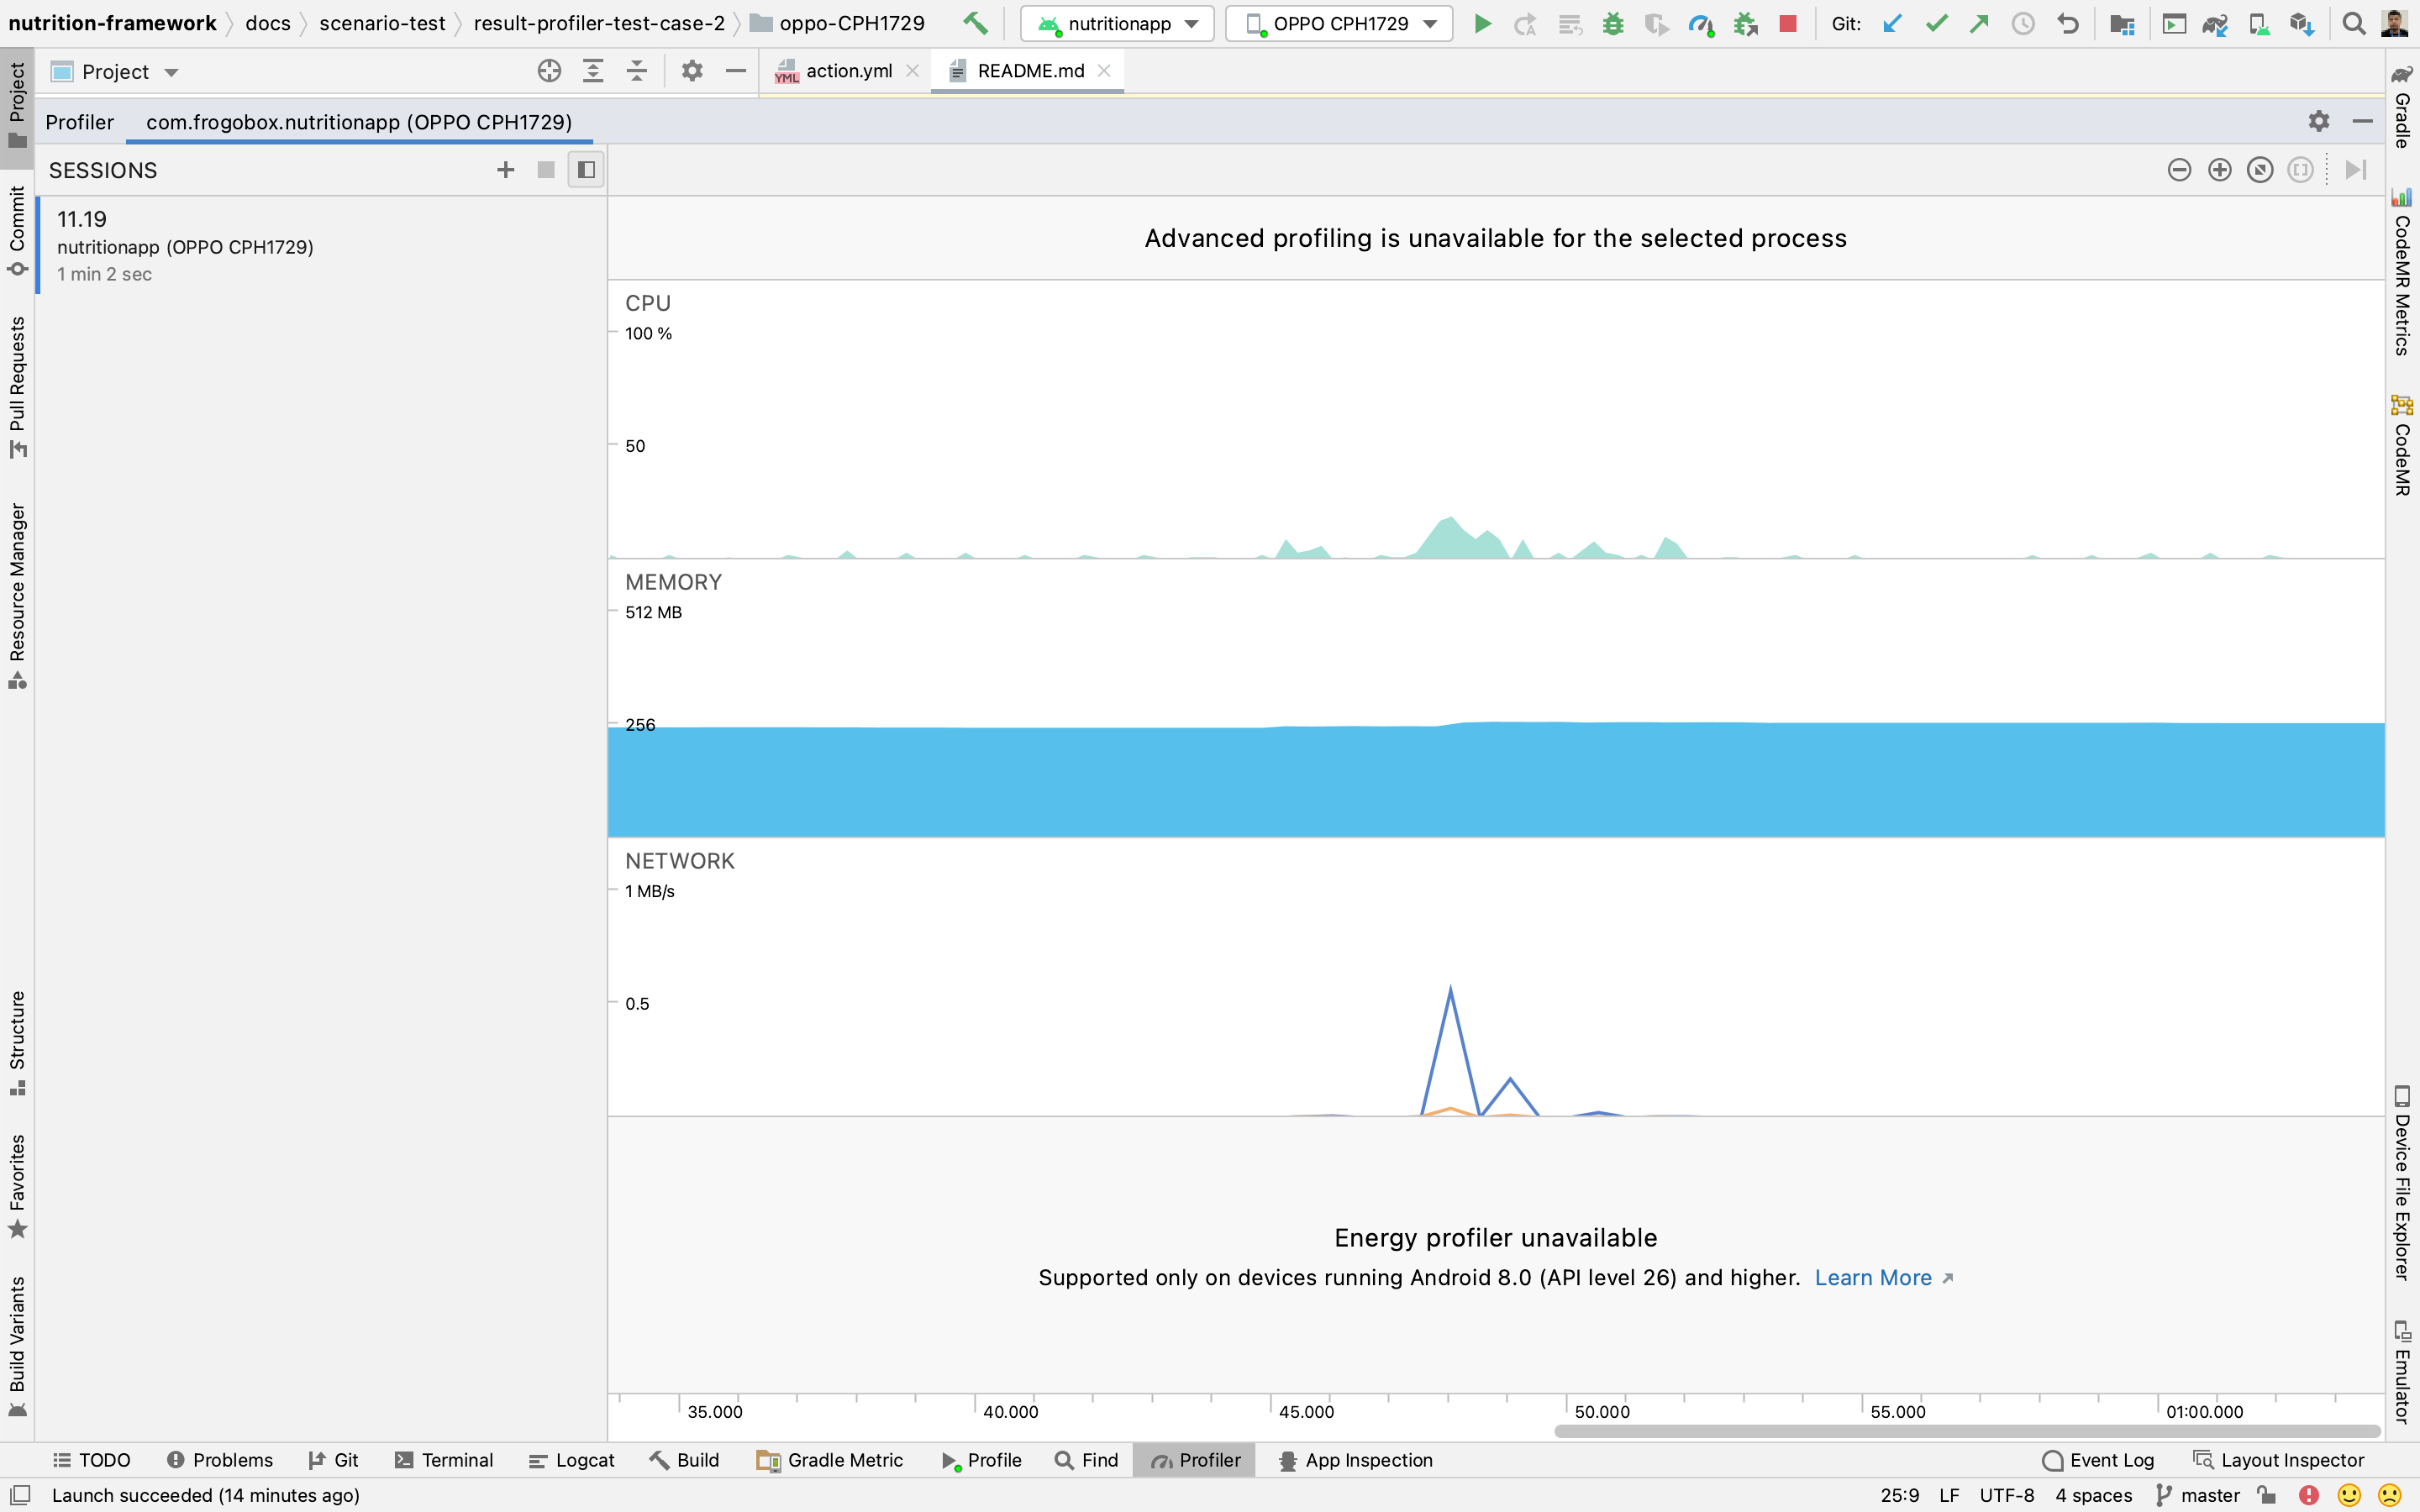 nutrition-framework docs scenario-test result-profiler-test-case-2 oppo-CPH1729 nutritionapp OPPO CPH1729 Git:
Project YML action.yml README.md
Profiler com.frogobox.nutritionapp (OPPO CPH1729)
SESSIONS
11.19
nutritionapp (OPPO CPH1729)
1 min 2 sec
Advanced profiling is unavailable for the selected process
CPU
100 %
50
MEMORY
512 MB
256
NETWORK
1 MB/s
0.5
Energy profiler unavailable
Supported only on devices running Android 8.0 (API level 26) and higher. Learn More
35.000 40.000 45.000 50.000 55.000 01:00.000
Project
Commit
Pull Requests
Resource Manager
Structure
Favorites
Build Variants
Gradle
CodeMR Metrics
CodeMR
Device File Explorer
Emulator
TODO Problems Git Terminal Logcat Build Gradle Metric Profile Find Profiler App Inspection Event Log Layout Inspector
Launch succeeded (14 minutes ago) 25:9 LF UTF-8 4 spaces master